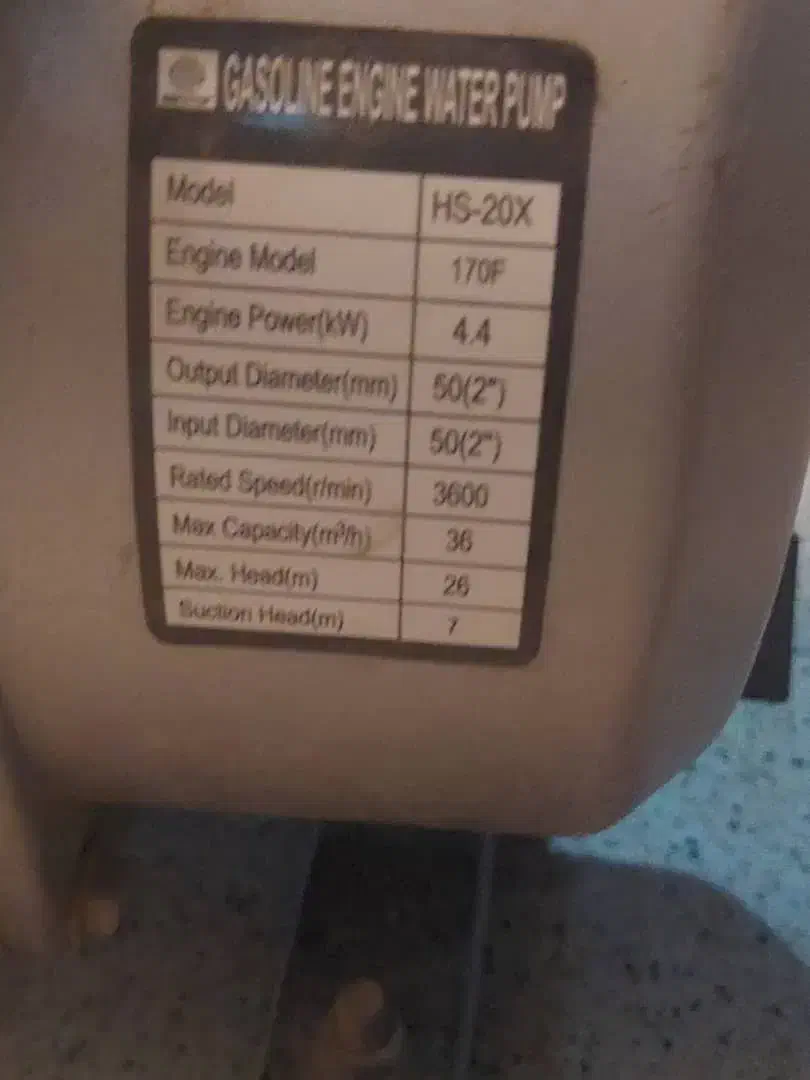 GASOLINE ENGINE WATER PUMP
Model HS-20X
Engine Model 170F
Engine Power(kW) 4.4
Output Diameter(mm) 50(2")
Input Diameter(mm) 50(2")
Rated Speed(r/min) 3600
Max Capacity(m³/h) 36
Max. Head(m) 26
Suction Head(m) 7